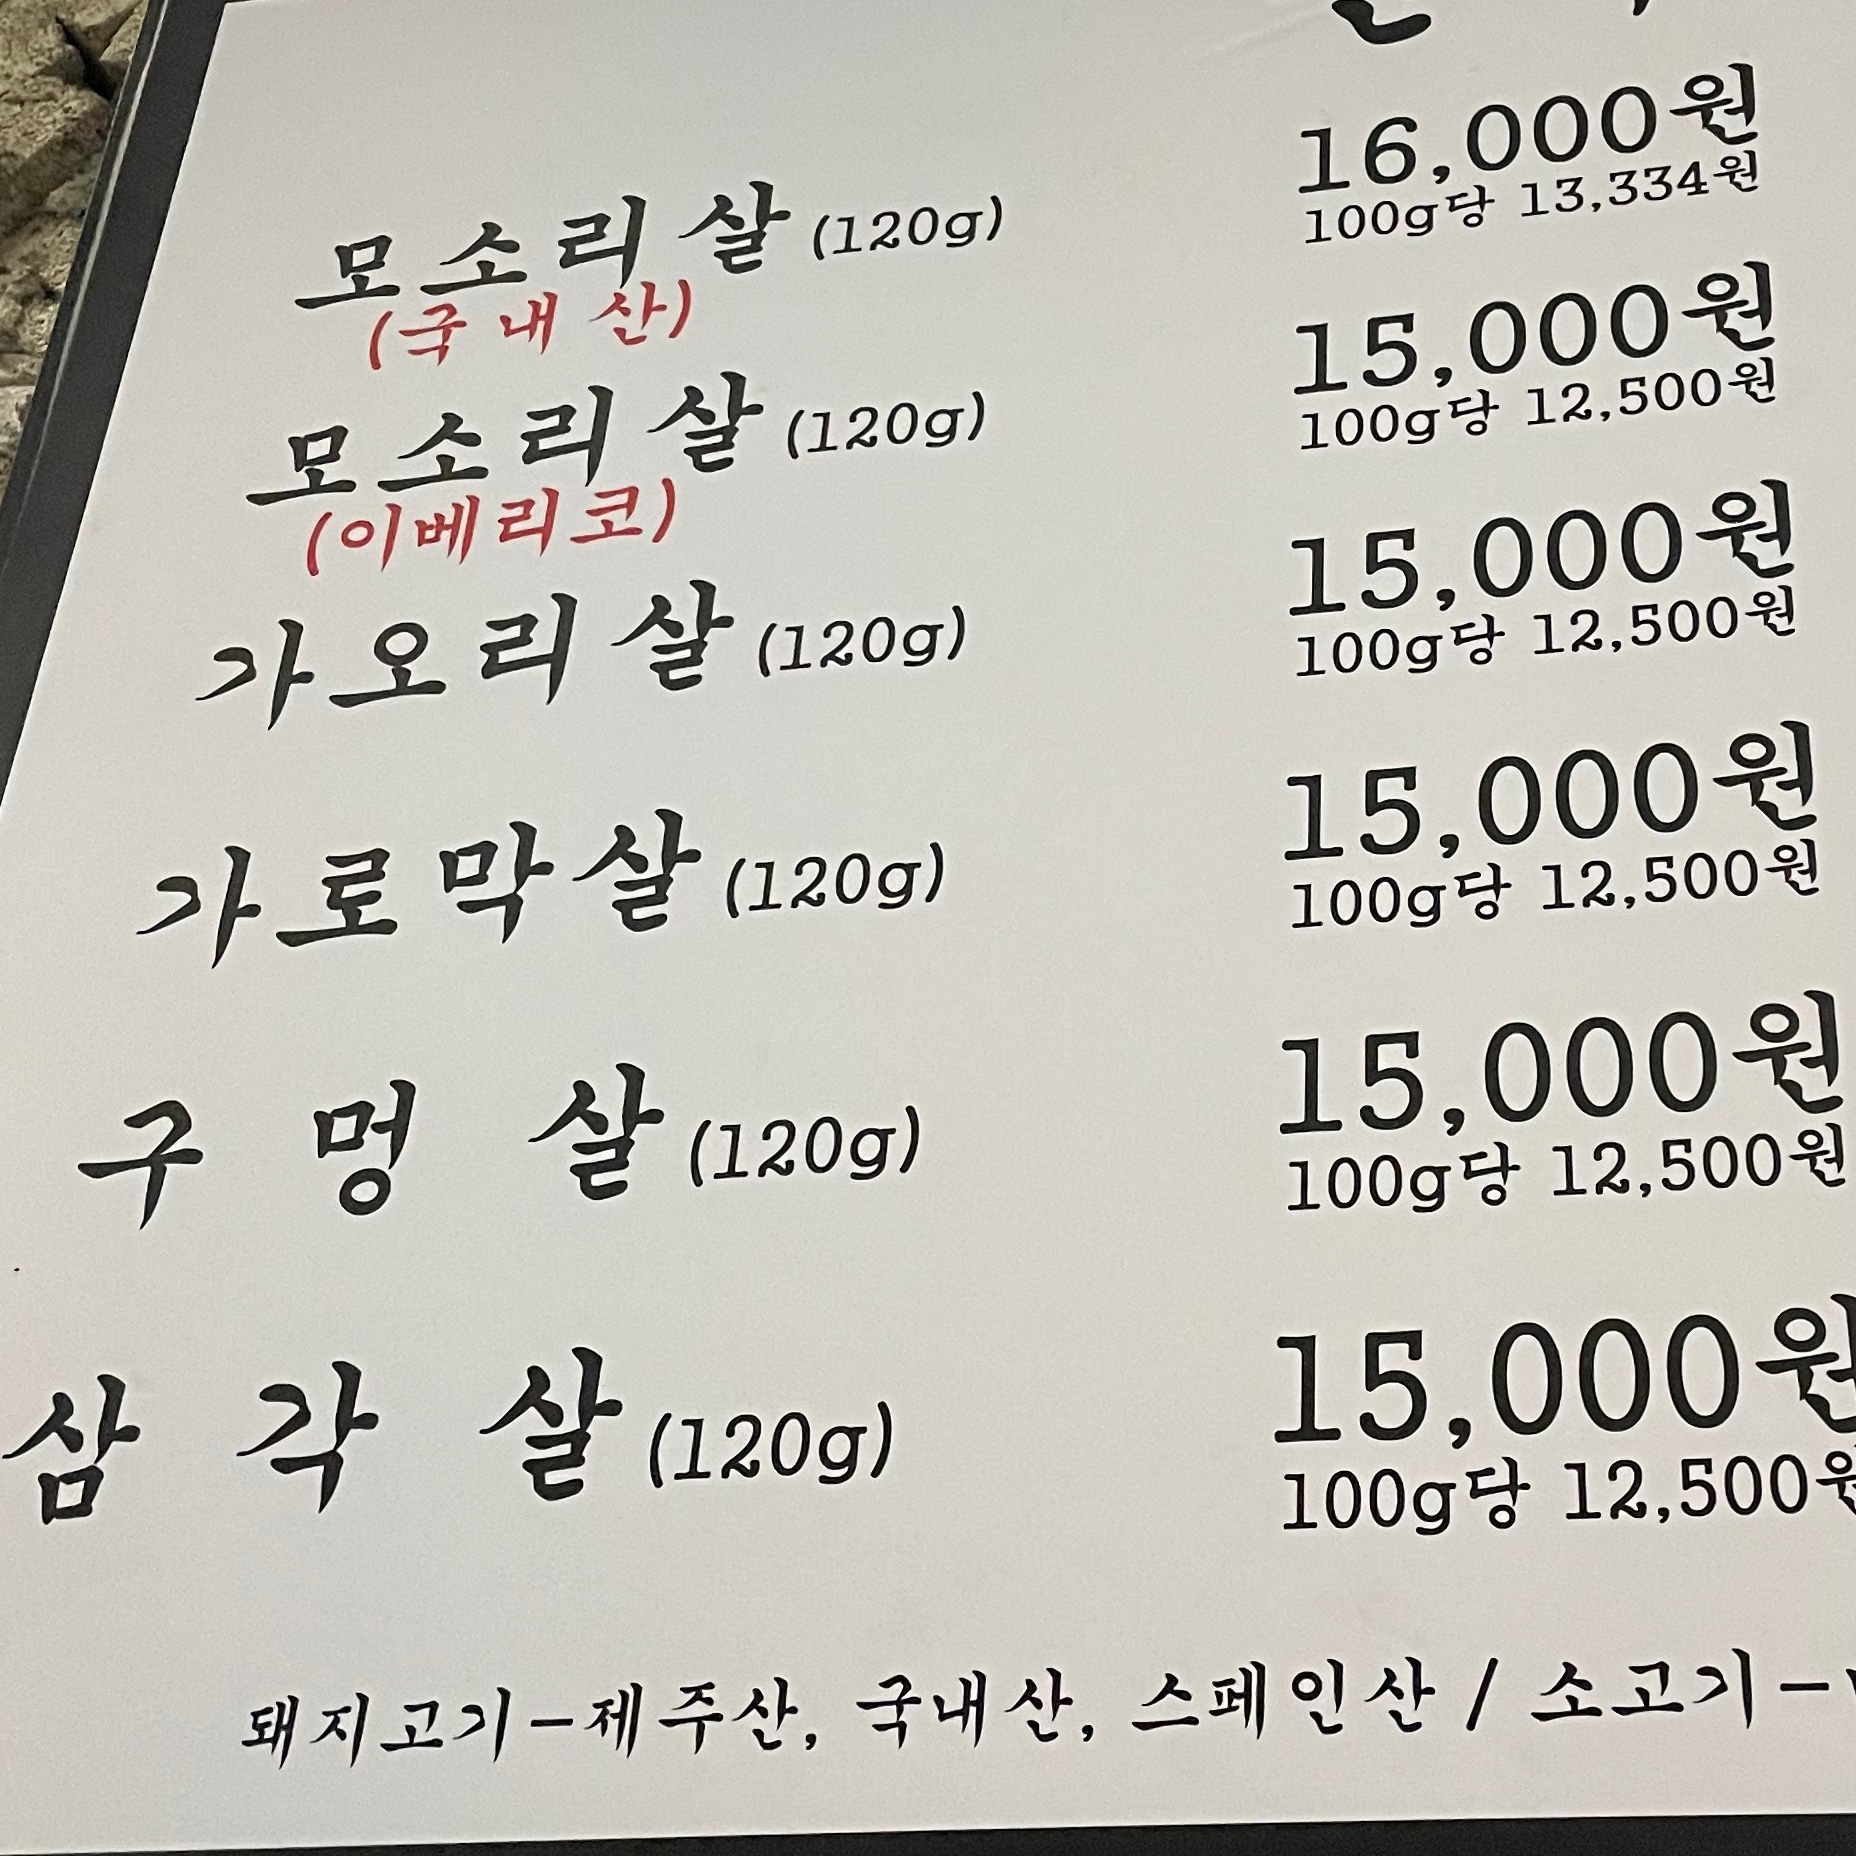 모소리살 (120g) 16,000원
(국내산) 100g당 13,334원
모소리살 (120g) 15,000원
(이베리코) 100g당 12,500원
가오리살 (120g) 15,000원
100g당 12,500원
가로막살 (120g) 15,000원
100g당 12,500원
구멍살 (120g) 15,000원
100g당 12,500원
삼각살 (120g) 15,000원
100g당 12,500원
돼지고기-제주산, 국내산, 스페인산 / 소고기-